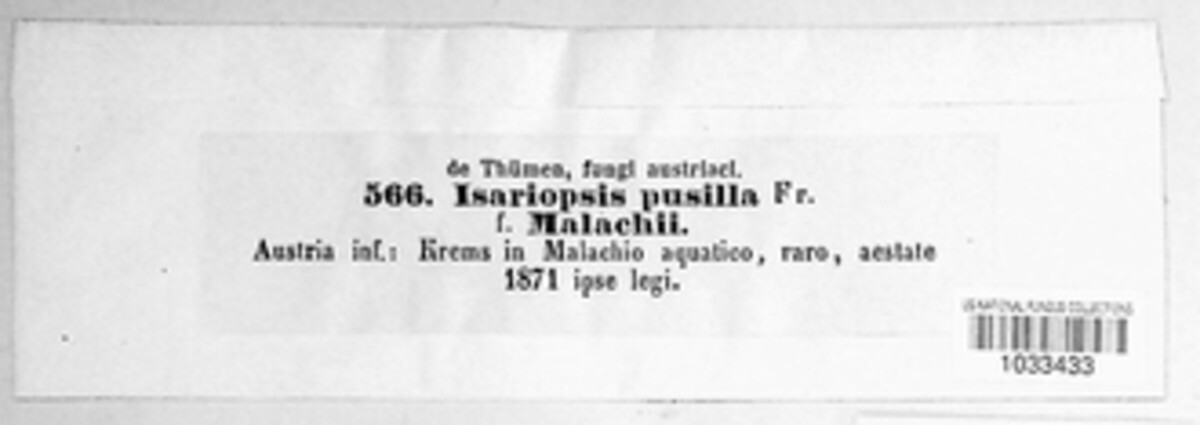 de Thümen, fungi austriaci.
566. Isariopsis pusilla Fr.
f. Malachii.
Austria inf.: Krems in Malachio aquatico, raro, aestate
1871 ipse legi.
US NATIONAL FUNGUS COLLECTIONS
1033433